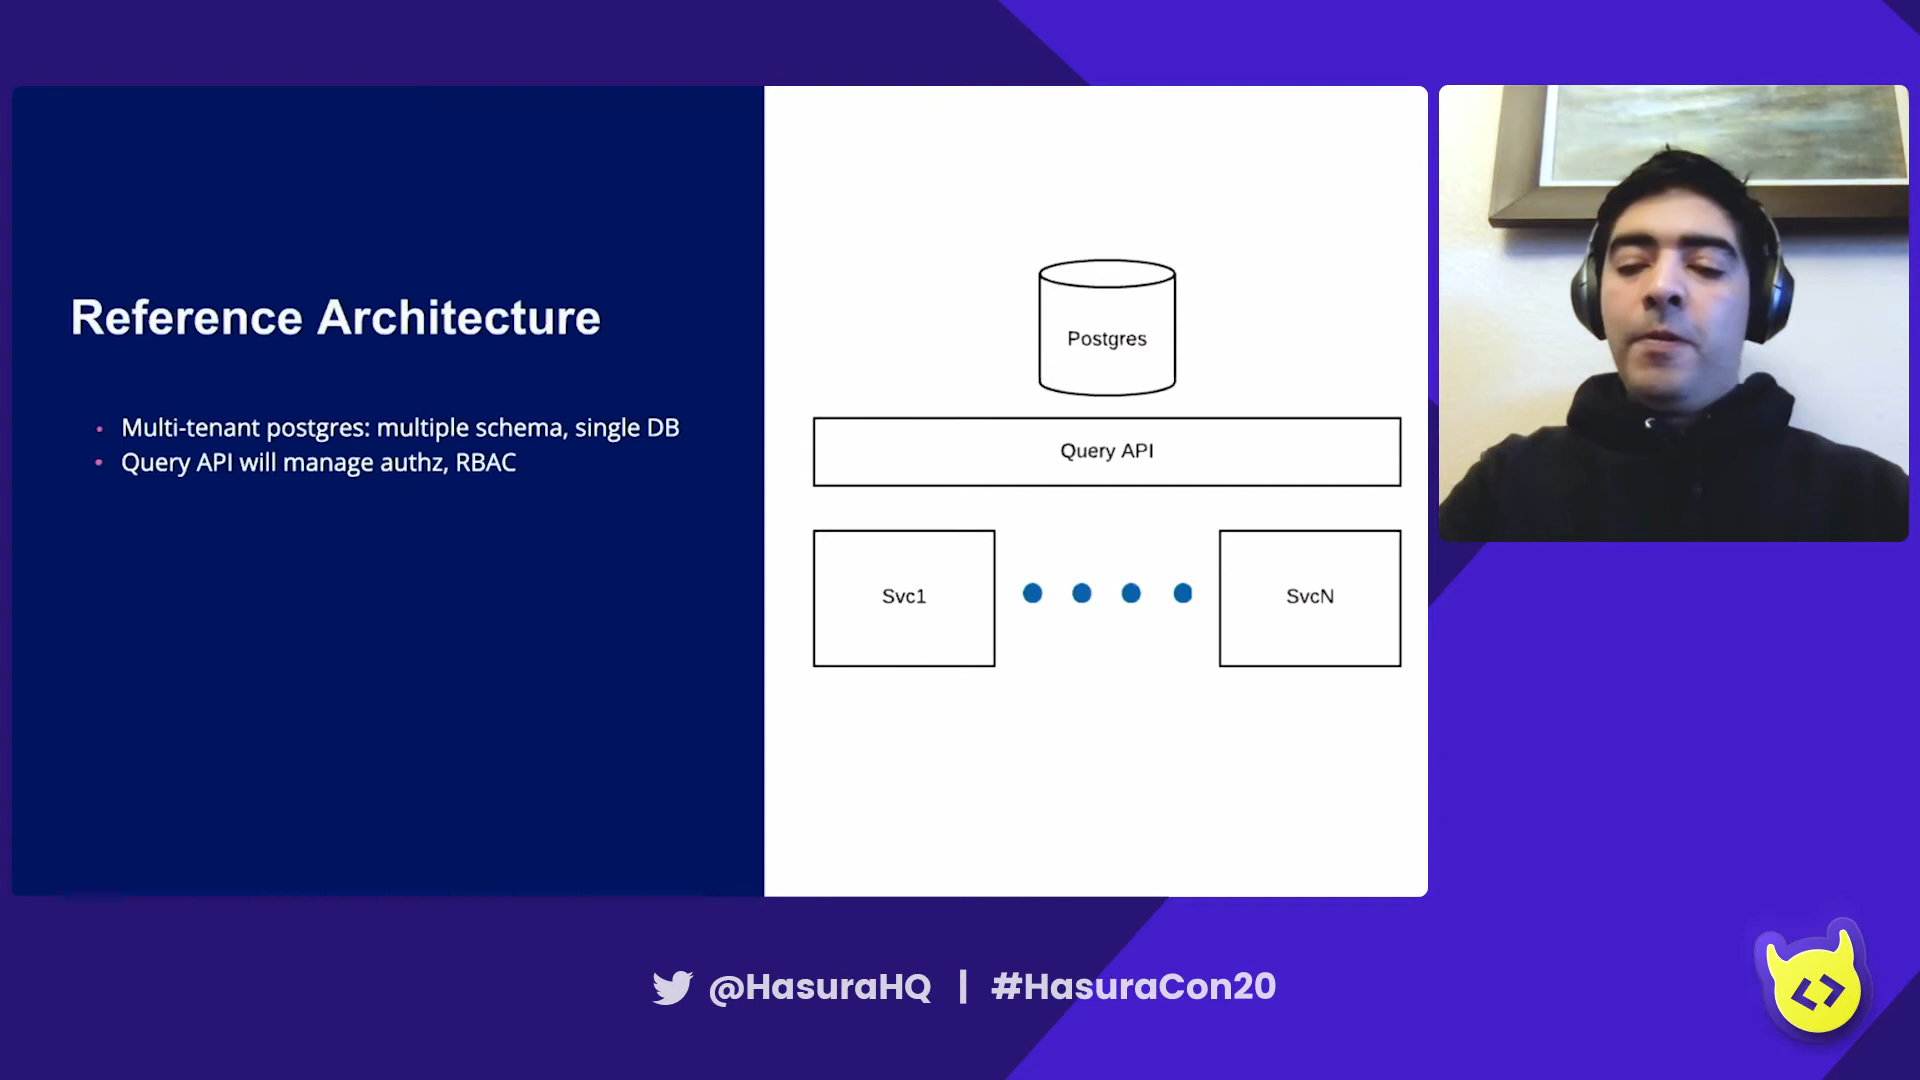 Reference Architecture
• Multi-tenant postgres: multiple schema, single DB
• Query API will manage authz, RBAC
Postgres
Query API
Svc1
SvcN
@HasuraHQ | #HasuraCon20